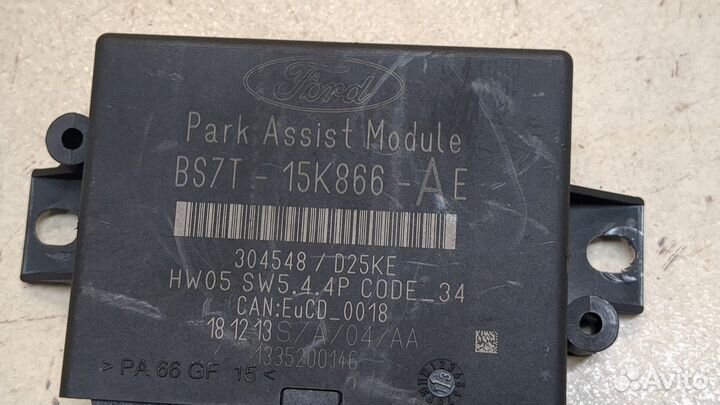 Ford
Park Assist Module
BS7T - 15K866 - AE
304548 / D25KE
HW05 SW5.4.4P CODE_34
CAN:EuCD_0018
18 12 13 S/A/04/AA
1335200146
> PA 66 GF 15 <
Avito